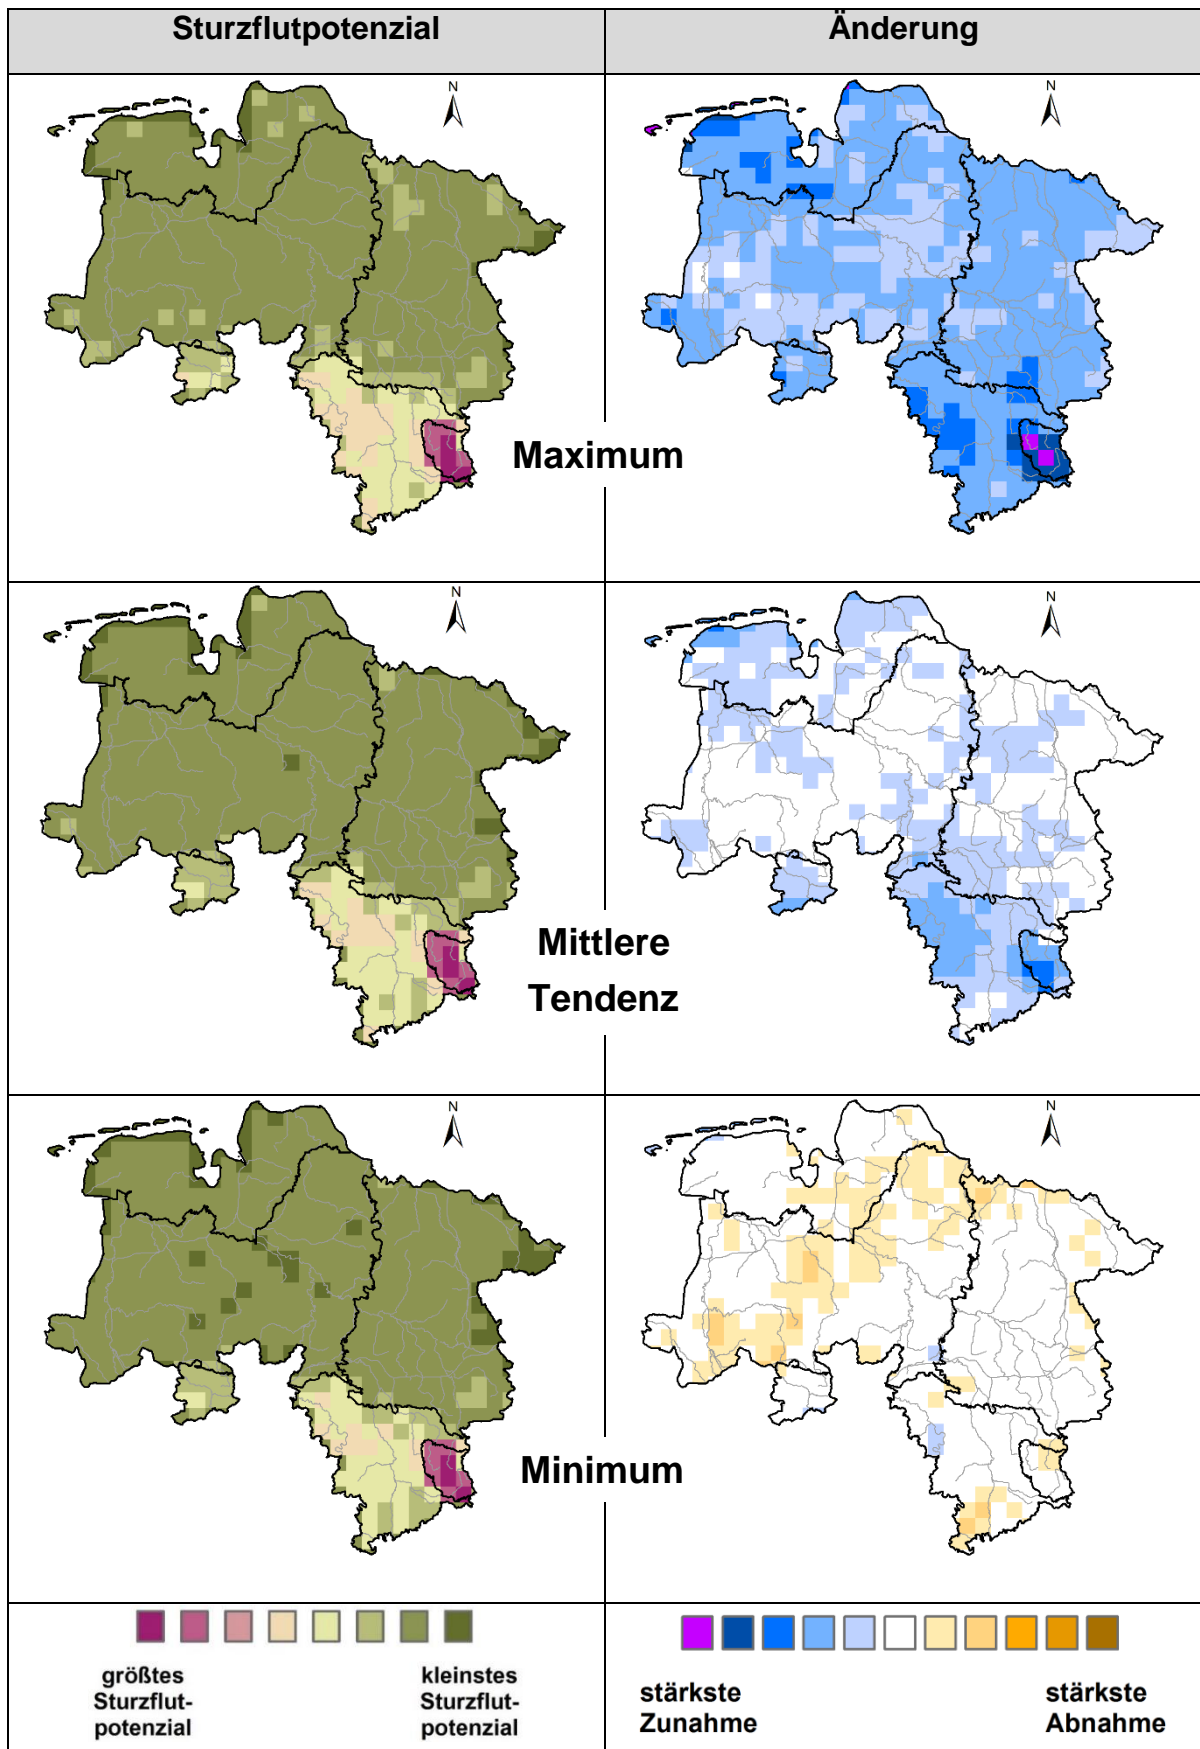 Sturzflutpotenzial
Änderung
N
N
Maximum
N
N
Mittlere
Tendenz
N
N
Minimum
größtes
Sturzflut-
potenzial
kleinstes
Sturzflut-
potenzial
stärkste
Zunahme
stärkste
Abnahme